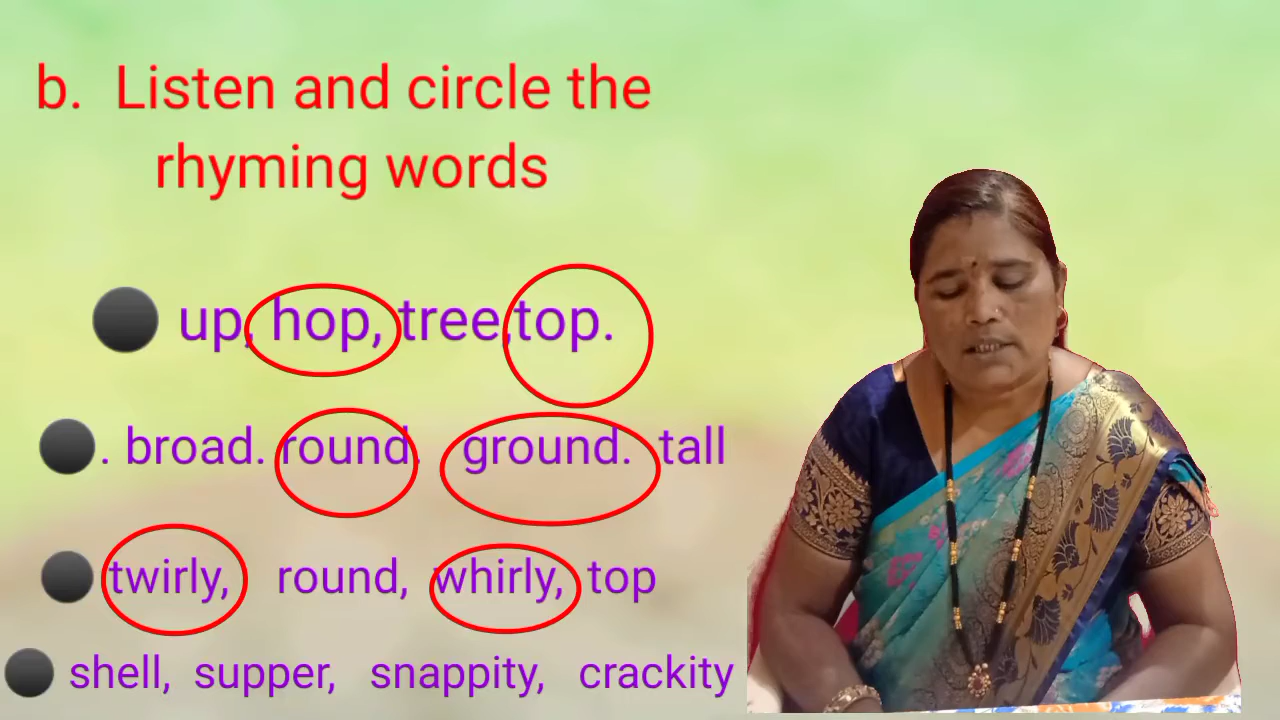 b. Listen and circle the
rhyming words
up, hop, tree,top.
. broad. round. ground. tall
twirly, round, whirly, top
shell, supper, snappity, crackity